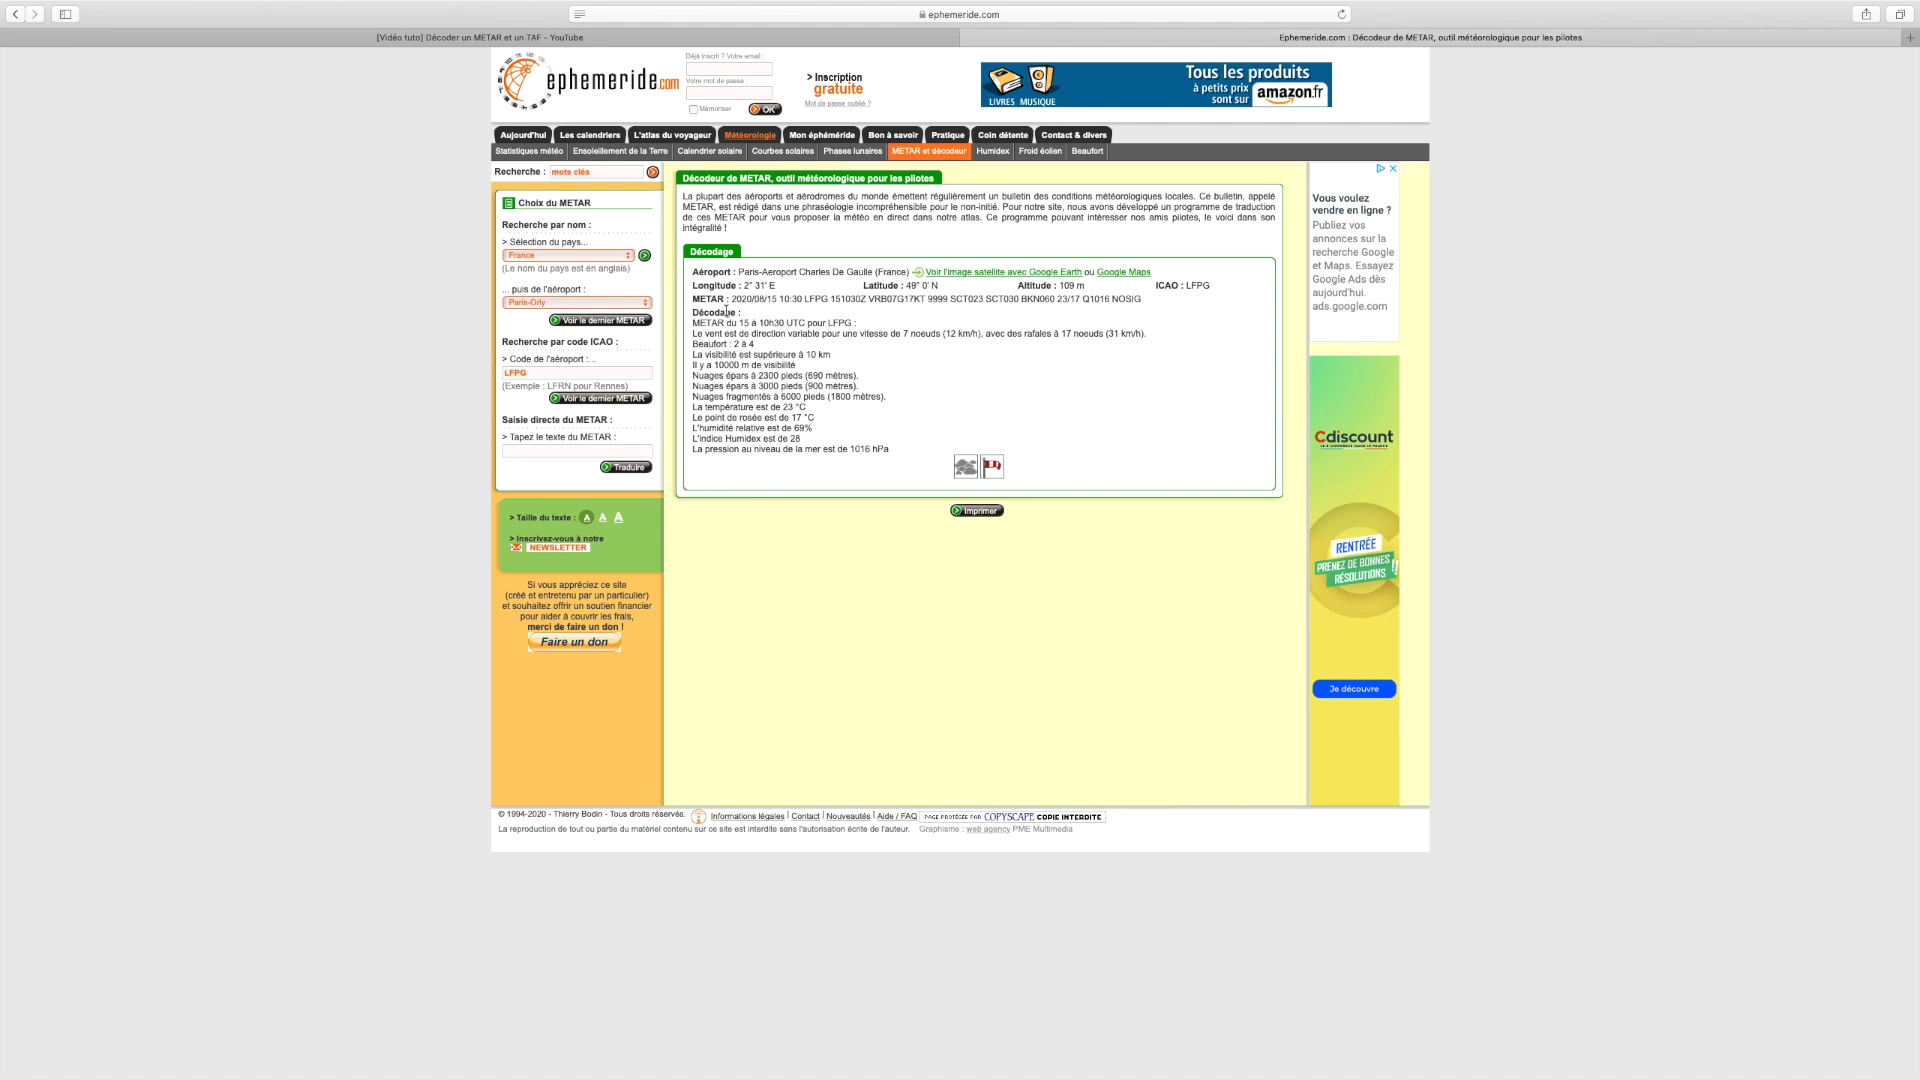 ephemeride.com
[Vidéo tuto] Décoder un METAR et un TAF - YouTube
Ephemeride.com : Décodeur de METAR, outil météorologique pour les pilotes
ephemeride.com
Déjà inscrit ? Votre email :
Votre mot de passe :
Mémoriser
OK
> Inscription
gratuite
Mot de passe oublié ?
LIVRES MUSIQUE
Tous les produits
à petits prix
sont sur
amazon.fr
Aujourd'hui Les calendriers L'atlas du voyageur Météorologie Mon éphéméride Bon à savoir Pratique Coin détente Contact & divers
Statistiques météo Ensoleillement de la Terre Calendrier solaire Courbes solaires Phases lunaires METAR et décodeur Humidex Froid éolien Beaufort
Recherche : mots clés
Choix du METAR
Recherche par nom :
> Sélection du pays...
France
(Le nom du pays est en anglais)
... puis de l'aéroport :
Paris-Orly
Voir le dernier METAR
Recherche par code ICAO :
> Code de l'aéroport :...
LFPG
(Exemple : LFRN pour Rennes)
Voir le dernier METAR
Saisie directe du METAR :
> Tapez le texte du METAR :
Traduire
> Taille du texte : A A A
> Inscrivez-vous à notre
NEWSLETTER
Si vous appréciez ce site
(créé et entretenu par un particulier)
et souhaitez offrir un soutien financier
pour aider à couvrir les frais,
merci de faire un don !
Faire un don
Décodeur de METAR, outil météorologique pour les pilotes
La plupart des aéroports et aérodromes du monde émettent régulièrement un bulletin des conditions météorologiques locales. Ce bulletin, appelé
METAR, est rédigé dans une phraséologie incompréhensible pour le non-initié. Pour notre site, nous avons développé un programme de traduction
de ces METAR pour vous proposer la météo en direct dans notre atlas. Ce programme pouvant intéresser nos amis pilotes, le voici dans son
intégralité !
Décodage
Aéroport : Paris-Aeroport Charles De Gaulle (France) Voir l'image satellite avec Google Earth ou Google Maps
Longitude : 2° 31' E Latitude : 49° 0' N Altitude : 109 m ICAO : LFPG
METAR : 2020/08/15 10:30 LFPG 151030Z VRB07G17KT 9999 SCT023 SCT030 BKN060 23/17 Q1016 NOSIG
Décodage :
METAR du 15 à 10h30 UTC pour LFPG :
Le vent est de direction variable pour une vitesse de 7 noeuds (12 km/h), avec des rafales à 17 noeuds (31 km/h).
Beaufort : 2 à 4
La visibilité est supérieure à 10 km
Il y a 10000 m de visibilité
Nuages épars à 2300 pieds (690 mètres).
Nuages épars à 3000 pieds (900 mètres).
Nuages fragmentés à 6000 pieds (1800 mètres).
La température est de 23 °C
Le point de rosée est de 17 °C
L'humidité relative est de 69%
L'indice Humidex est de 28
La pression au niveau de la mer est de 1016 hPa
Imprimer
Vous voulez
vendre en ligne ?
Publiez vos
annonces sur la
recherche Google
et Maps. Essayez
Google Ads dès
aujourd'hui.
ads.google.com
Cdiscount
RENTRÉE
PRENEZ DE BONNES
RÉSOLUTIONS !!
Je découvre
© 1994-2020 - Thierry Bodin - Tous droits réservés. Informations légales | Contact | Nouveautés | Aide / FAQ PAGE PROTÉGÉE PAR COPYSCAPE COPIE INTERDITE
La reproduction de tout ou partie du matériel contenu sur ce site est interdite sans l'autorisation écrite de l'auteur. Graphisme : web agency PME Multimedia